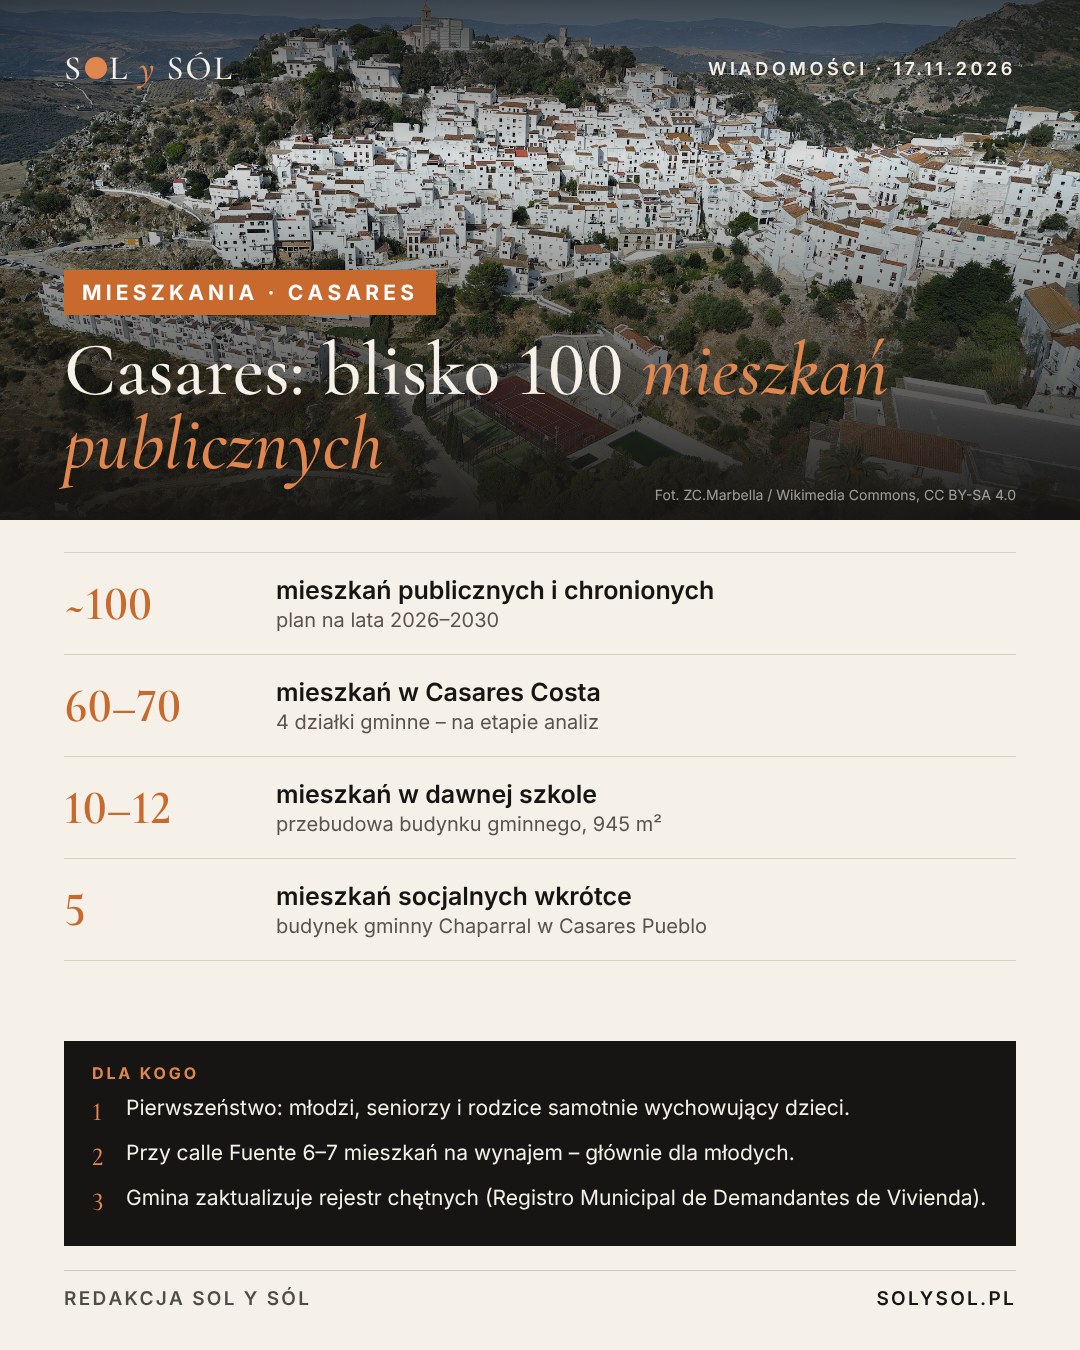 SOL y SÓL
WIADOMOŚCI · 17.11.2026
MIESZKANIA · CASARES
Casares: blisko 100 mieszkań
publicznych
Fot. ZC.Marbella / Wikimedia Commons, CC BY-SA 4.0
~100
mieszkań publicznych i chronionych
plan na lata 2026–2030
60–70
mieszkań w Casares Costa
4 działki gminne – na etapie analiz
10–12
mieszkań w dawnej szkole
przebudowa budynku gminnego, 945 m²
5
mieszkań socjalnych wkrótce
budynek gminny Chaparral w Casares Pueblo
DLA KOGO
1 Pierwszeństwo: młodzi, seniorzy i rodzice samotnie wychowujący dzieci.
2 Przy calle Fuente 6–7 mieszkań na wynajem – głównie dla młodych.
3 Gmina zaktualizuje rejestr chętnych (Registro Municipal de Demandantes de Vivienda).
REDAKCJA SOL Y SÓL
SOLYSOL.PL